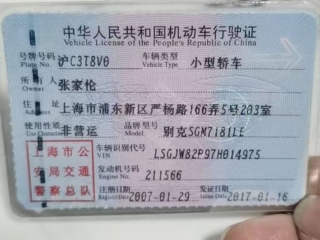 中华人民共和国机动车行驶证
Vehicle License of the People's Republic of China
号牌号码 沪C3T8V0 车辆类型 小型轿车
Plate No. Vehicle Type
所有人 张家伦
Owner
住址 上海市浦东新区严杨路166弄5号203室
Address
使用性质 非营运 品牌型号 别克SGM7181LE
Use Character Model
上海市公安局交通警察总队
车辆识别代号 LSGJW82P97H014975
VIN
发动机号码 211566
Engine No.
注册日期 2007-01-29 发证日期 2017-01-16
Register Date Issue Date